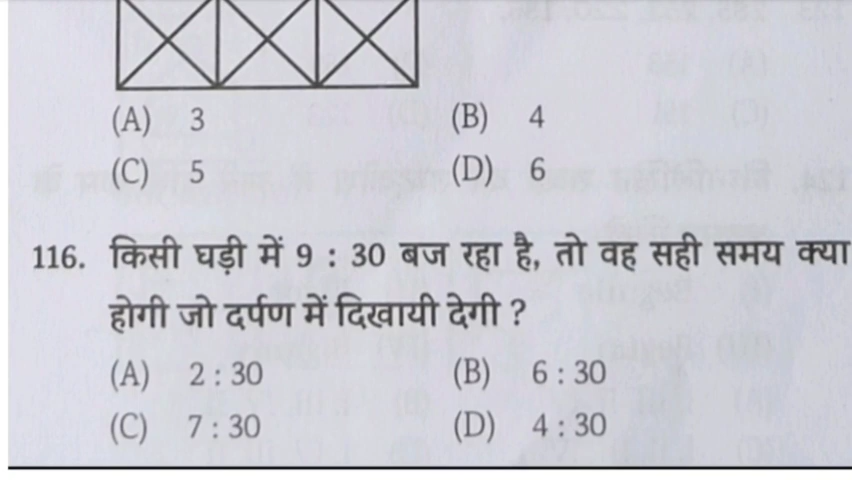 (A) 3 (B) 4
(C) 5 (D) 6
116. किसी घड़ी में 9 : 30 बज रहा है, तो वह सही समय क्या
होगी जो दर्पण में दिखायी देगी ?
(A) 2 : 30 (B) 6 : 30
(C) 7 : 30 (D) 4 : 30